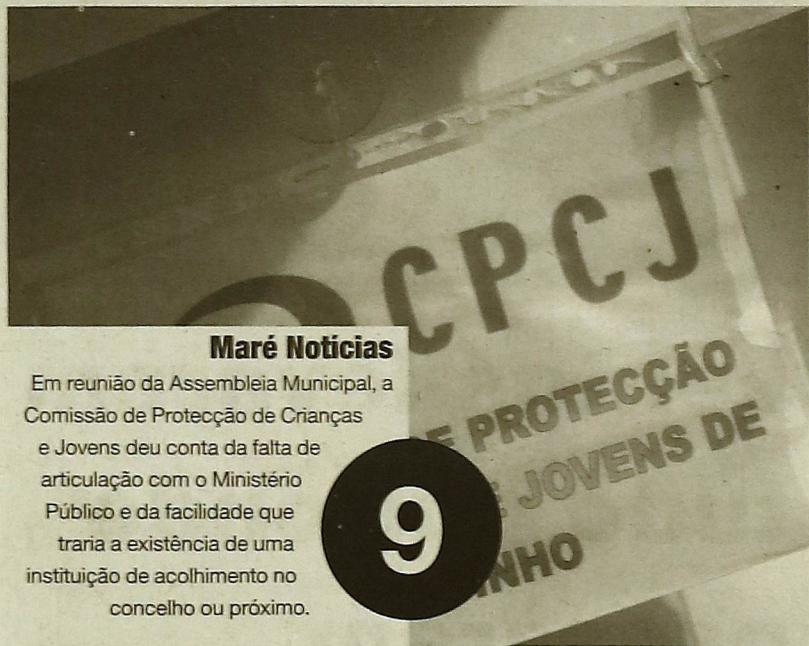 CPCJ
E PROTECÇÃO
E JOVENS DE
INHO
Maré Notícias
Em reunião da Assembleia Municipal, a
Comissão de Protecção de Crianças
e Jovens deu conta da falta de
articulação com o Ministério
Público e da facilidade que
traria a existência de uma
instituição de acolhimento no
concelho ou próximo.
9